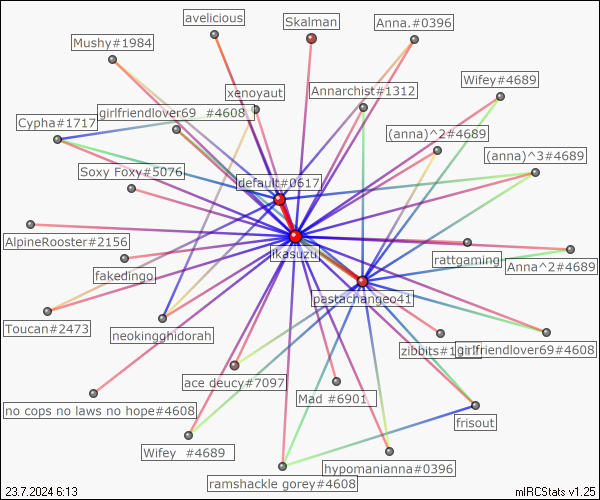 avelicious
Skalman
Anna.#0396
Mushy#1984
Wifey#4689
xenoyaut
Annarchist#1312
girlfriendlover69 #4608
Cypha#1717
(anna)^2#4689
(anna)^3#4689
Soxy Foxy#5076
default#0617
AlpineRooster#2156
ikasuzu
rattgaming
Anna^2#4689
fakedingo
pastachangeo41
Toucan#2473
neokingghidorah
girlfriendlover69#4608
ace deucy#7097
Mad #6901
no cops no laws no hope#4608
frisout
Wifey #4689
hypomanianna#0396
ramshackle gorey#4608
23.7.2024 6:13
mIRCStats v1.25